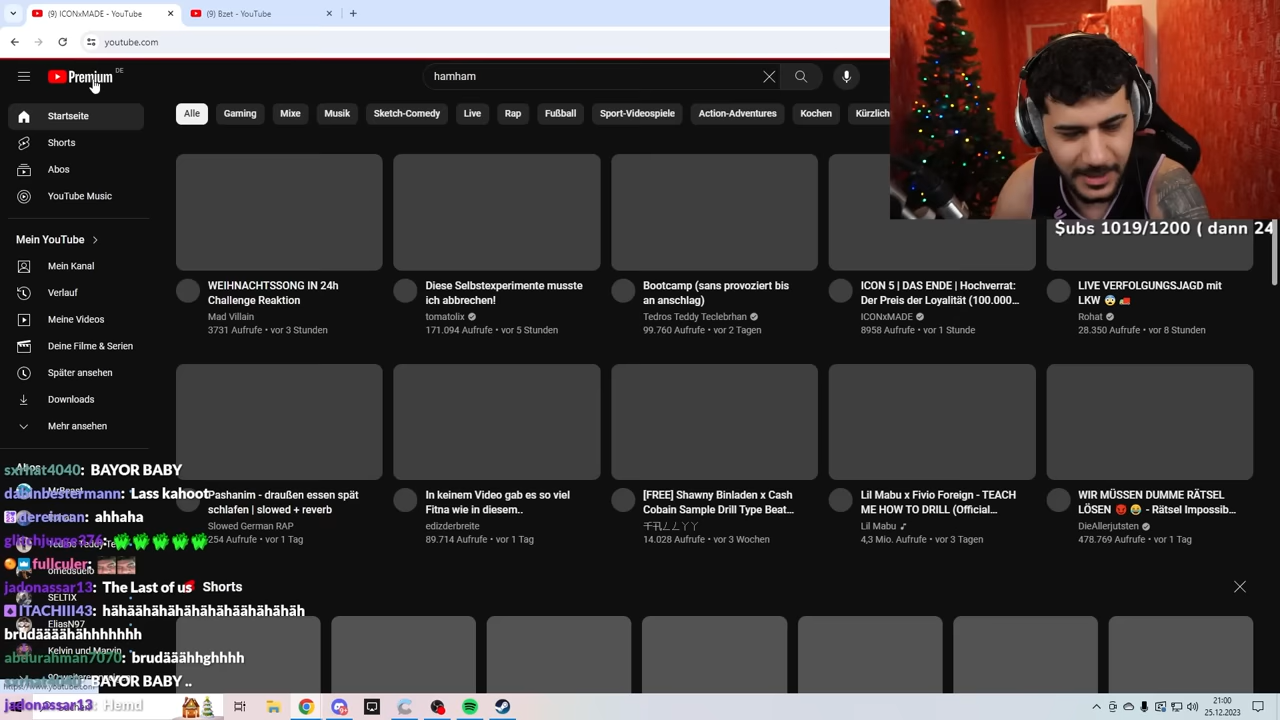 (9) ICONxMADE - YouTube
(9) Bzet - YouTube
youtube.com
Premium DE
hamham
Alle
Gaming
Mixe
Musik
Sketch-Comedy
Live
Rap
Fußball
Sport-Videospiele
Action-Adventures
Kochen
Kürzlich
Startseite
Shorts
Abos
YouTube Music
Mein YouTube
Mein Kanal
Verlauf
Meine Videos
Deine Filme & Serien
Später ansehen
Downloads
Mehr ansehen
$ubs 1019/1200 ( dann 24
WEIHNACHTSSONG IN 24h
Challenge Reaktion
Mad Villain
3731 Aufrufe • vor 3 Stunden
Diese Selbstexperimente musste
ich abbrechen!
tomatolix
171.094 Aufrufe • vor 5 Stunden
Bootcamp (sans provoziert bis
an anschlag)
Tedros Teddy Teclebrhan
99.760 Aufrufe • vor 2 Tagen
ICON 5 | DAS ENDE | Hochverrat:
Der Preis der Loyalität (100.000...
ICONxMADE
8958 Aufrufe • vor 1 Stunde
LIVE VERFOLGUNGSJAGD mit
LKW 😨 🚛
Rohat
28.350 Aufrufe • vor 8 Stunden
Pashanim - draußen essen spät
schlafen | slowed + reverb
Slowed German RAP
254 Aufrufe • vor 1 Tag
In keinem Video gab es so viel
Fitna wie in diesem..
edizderbreite
89.714 Aufrufe • vor 1 Tag
[FREE] Shawny Binladen x Cash
Cobain Sample Drill Type Beat...
14.028 Aufrufe • vor 3 Wochen
Lil Mabu x Fivio Foreign - TEACH
ME HOW TO DRILL (Official...
Lil Mabu
4,3 Mio. Aufrufe • vor 3 Tagen
WIR MÜSSEN DUMME RÄTSEL
LÖSEN 😡 🤬 - Rätsel Impossib...
DieAllerjutsten
478.769 Aufrufe • vor 1 Tag
Shorts
SELTIX
EliasN97
Kelvin und Marvin
sxrhat4040: BAYOR BABY
Lass kahoot
ahhaha
fullculer:
jadonassar13: The Last of us
ITACHIII43: hähäähähähähähäähähähäh
brudääääähhhhhhh
abdurahman7070: brudäääähghhhh
sxrhat4040: BAYOR BABY ..
jadonassar13: Hemd
21:00
25.12.2023